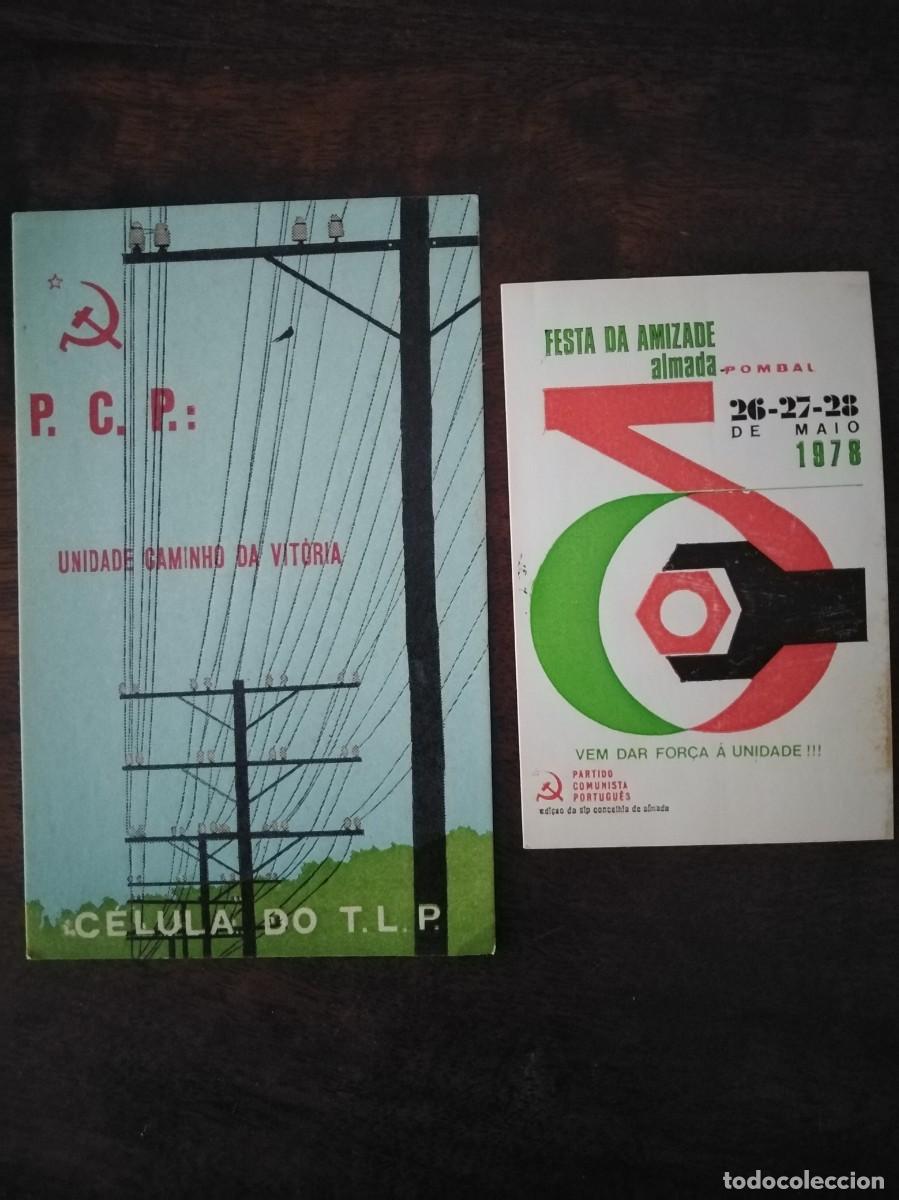 P. C. P.:
UNIDADE CAMINHO DA VITÓRIA
"CÉLULA" DO T.L.P.
FESTA DA AMIZADE
almada-POMBAL
26-27-28
DE MAIO
1978
VEM DAR FORÇA Á UNIDADE!!!
PARTIDO
COMUNISTA
PORTUGUÊS
edição da sip concelhia de almada
todocoleccion